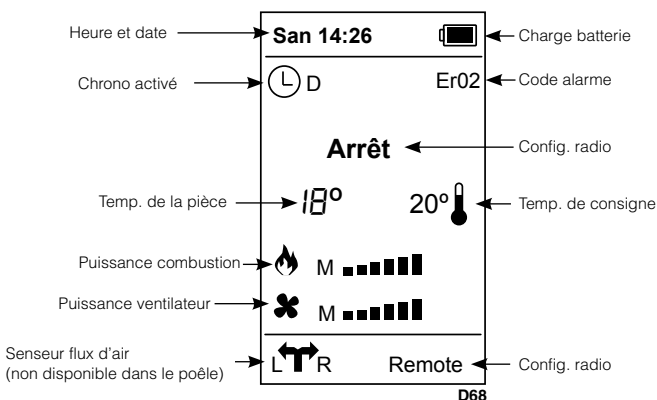 Heure et date
San 14:26
Charge batterie
Chrono activé
D
Er02
Code alarme
Arrêt
Config. radio
Temp. de la pièce
18°
20°
Temp. de consigne
Puissance combustion
M
Puissance ventilateur
M
Senseur flux d'air
(non disponible dans le poêle)
L R
Remote
Config. radio
D68